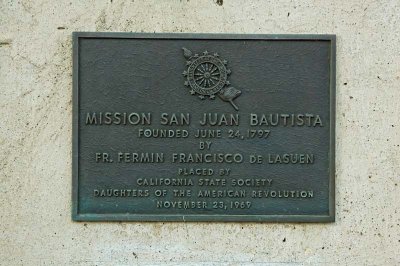 MISSION SAN JUAN BAUTISTA
FOUNDED JUNE 24, 1797
BY
FR. FERMIN FRANCISCO DE LASUEN
PLACED BY
CALIFORNIA STATE SOCIETY
DAUGHTERS OF THE AMERICAN REVOLUTION
NOVEMBER 23, 1969